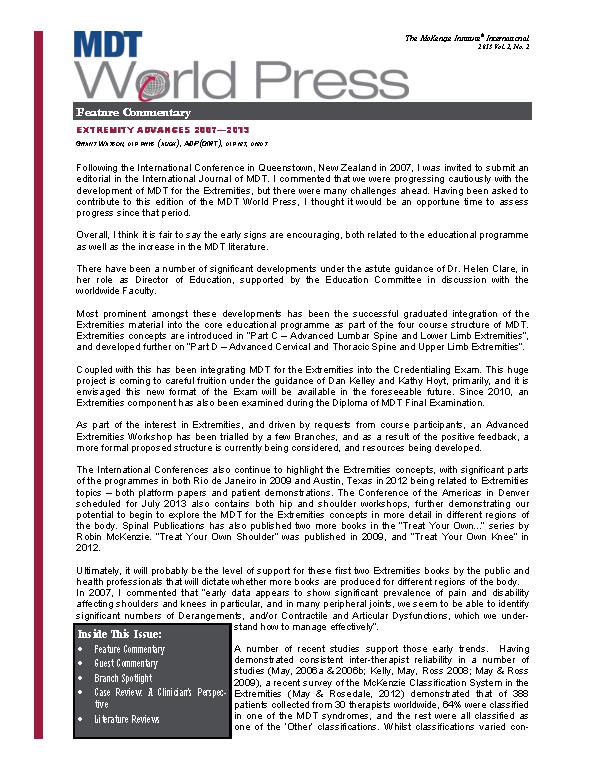 MDT
World Press
The McKenzie Institute® International
2013 Vol. 2, No. 2
Feature Commentary
EXTREMITY ADVANCES 2007—2013
GRANT WATSON, DIP PHYS (AUCK), ADP(OMT), DIP MT, DIP MDT
Following the International Conference in Queenstown, New Zealand in 2007, I was invited to submit an
editorial in the International Journal of MDT. I commented that we were progressing cautiously with the
development of MDT for the Extremities, but there were many challenges ahead. Having been asked to
contribute to this edition of the MDT World Press, I thought it would be an opportune time to assess
progress since that period.
Overall, I think it is fair to say the early signs are encouraging, both related to the educational programme
as well as the increase in the MDT literature.
There have been a number of significant developments under the astute guidance of Dr. Helen Clare, in
her role as Director of Education, supported by the Education Committee in discussion with the
worldwide Faculty.
Most prominent amongst these developments has been the successful graduated integration of the
Extremities material into the core educational programme as part of the four course structure of MDT.
Extremities concepts are introduced in "Part C – Advanced Lumbar Spine and Lower Limb Extremities",
and developed further on "Part D – Advanced Cervical and Thoracic Spine and Upper Limb Extremities".
Coupled with this has been integrating MDT for the Extremities into the Credentialing Exam. This huge
project is coming to careful fruition under the guidance of Dan Kelley and Kathy Hoyt, primarily, and it is
envisaged this new format of the Exam will be available in the foreseeable future. Since 2010, an
Extremities component has also been examined during the Diploma of MDT Final Examination.
As part of the interest in Extremities, and driven by requests from course participants, an Advanced
Extremities Workshop has been trialled by a few Branches, and as a result of the positive feedback, a
more formal proposed structure is currently being considered, and resources being developed.
The International Conferences also continue to highlight the Extremities concepts, with significant parts
of the programmes in both Rio de Janeiro in 2009 and Austin, Texas in 2012 being related to Extremities
topics – both platform papers and patient demonstrations. The Conference of the Americas in Denver
scheduled for July 2013 also contains both hip and shoulder workshops, further demonstrating our
potential to begin to explore the MDT for the Extremities concepts in more detail in different regions of
the body. Spinal Publications has also published two more books in the "Treat Your Own..." series by
Robin McKenzie. "Treat Your Own Shoulder" was published in 2009, and "Treat Your Own Knee" in
2012.
Ultimately, it will probably be the level of support for these first two Extremities books by the public and
health professionals that will dictate whether more books are produced for different regions of the body.
In 2007, I commented that "early data appears to show significant prevalence of pain and disability
affecting shoulders and knees in particular, and in many peripheral joints, we seem to be able to identify
significant numbers of Derangements, and/or Contractile and Articular Dysfunctions, which we under-
stand how to manage effectively".
A number of recent studies support those early trends. Having
demonstrated consistent inter-therapist reliability in a number of
studies (May, 2006a & 2006b; Kelly, May, Ross 2008; May & Ross
2009), a recent survey of the McKenzie Classification System in the
Extremities (May & Rosedale, 2012) demonstrated that of 388
patients collected from 30 therapists worldwide, 64% were classified
in one of the MDT syndromes, and the rest were all classified as
one of the 'Other' classifications. Whilst classifications varied con-
Inside This Issue:
• Feature Commentary
• Guest Commentary
• Branch Spotlight
• Case Review: A Clinician's Perspec-
tive
• Literature Reviews